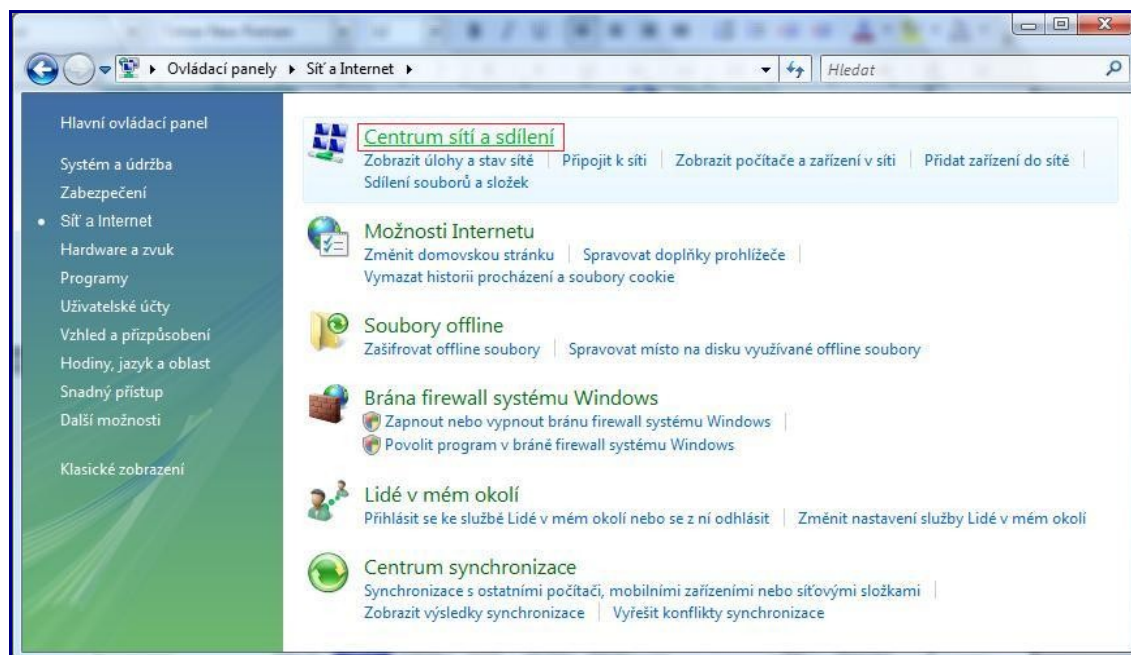 Ovládací panely ▸ Síť a Internet ▸
Hledat
Hlavní ovládací panel
Systém a údržba
Zabezpečení
Síť a Internet
Hardware a zvuk
Programy
Uživatelské účty
Vzhled a přizpůsobení
Hodiny, jazyk a oblast
Snadný přístup
Další možnosti
Klasické zobrazení
Centrum sítí a sdílení
Zobrazit úlohy a stav sítě | Připojit k síti | Zobrazit počítače a zařízení v síti | Přidat zařízení do sítě |
Sdílení souborů a složek
Možnosti Internetu
Změnit domovskou stránku | Spravovat doplňky prohlížeče |
Vymazat historii procházení a soubory cookie
Soubory offline
Zašifrovat offline soubory | Spravovat místo na disku využívané offline soubory
Brána firewall systému Windows
Zapnout nebo vypnout bránu firewall systému Windows |
Povolit program v bráně firewall systému Windows
Lidé v mém okolí
Přihlásit se ke službě Lidé v mém okolí nebo se z ní odhlásit | Změnit nastavení služby Lidé v mém okolí
Centrum synchronizace
Synchronizace s ostatními počítači, mobilními zařízeními nebo síťovými složkami |
Zobrazit výsledky synchronizace | Vyřešit konflikty synchronizace